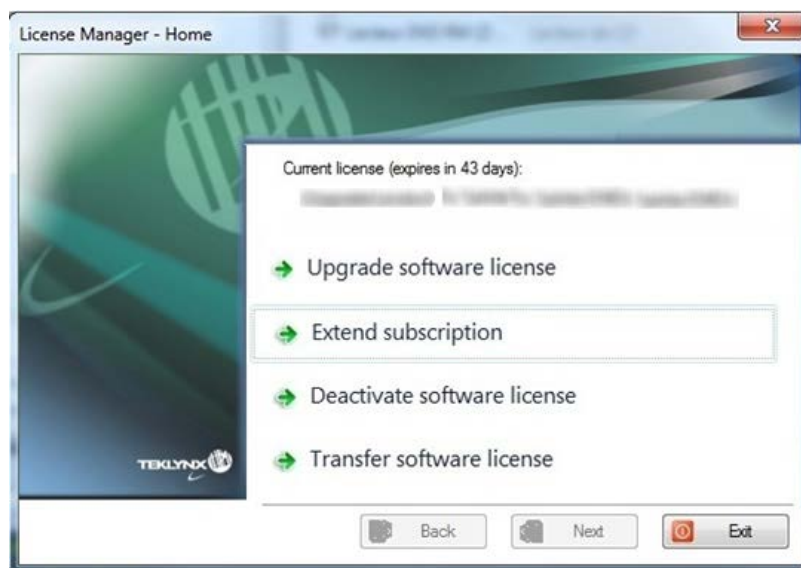 License Manager - Home
Current license (expires in 43 days):
Upgrade software license
Extend subscription
Deactivate software license
Transfer software license
TEKLYNX
Back
Next
Exit